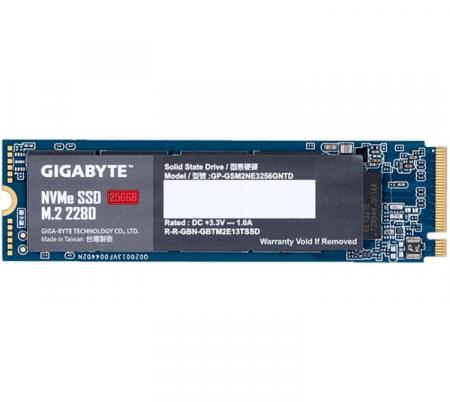 GIGABYTE™
NVMe SSD 256GB
M.2 2280
GIGA-BYTE TECHNOLOGY CO., LTD.
Made in Taiwan 台灣製造
Solid State Drive / 固態硬碟
Model / 型號 :GP-GSM2NE3256GNTD
Rated : DC +3.3V --- 1.0A
R-R-GBN-GBTM2E13TSSD
Warranty Void If Removed